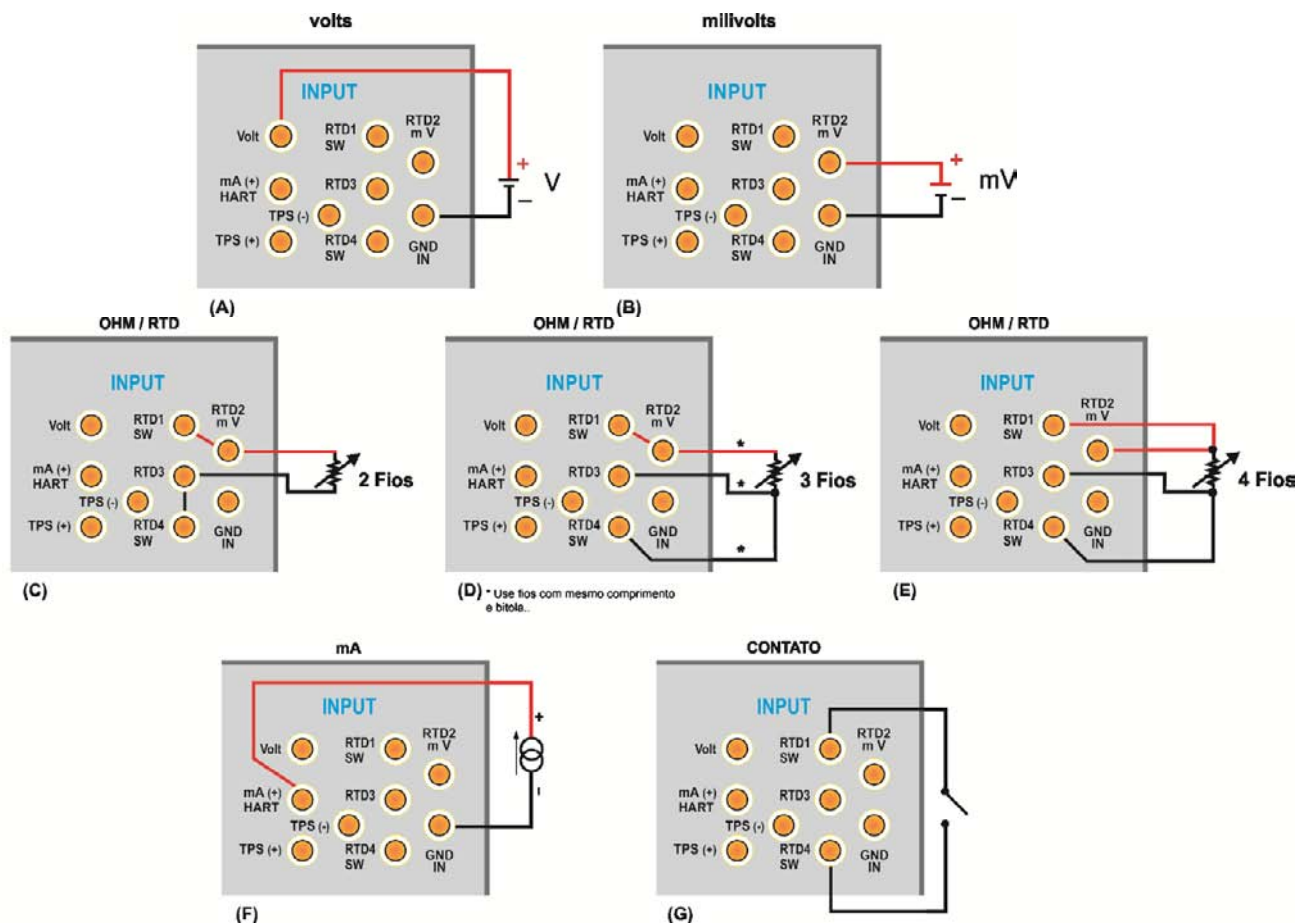 volts
INPUT
Volt
RTD1
SW
RTD2
m V
mA (+)
HART
RTD3
TPS (-)
TPS (+)
RTD4
SW
GND
IN
+
–
V
(A)
milivolts
INPUT
Volt
RTD1
SW
RTD2
m V
mA (+)
HART
RTD3
TPS (-)
TPS (+)
RTD4
SW
GND
IN
+
–
mV
(B)
OHM / RTD
INPUT
Volt
RTD1
SW
RTD2
m V
mA (+)
HART
RTD3
TPS (-)
TPS (+)
RTD4
SW
GND
IN
2 Fios
(C)
OHM / RTD
INPUT
Volt
RTD1
SW
RTD2
m V
mA (+)
HART
RTD3
TPS (-)
TPS (+)
RTD4
SW
GND
IN
*
*
*
3 Fios
(D)
* Use fios com mesmo comprimento
e bitola..
OHM / RTD
INPUT
Volt
RTD1
SW
RTD2
m V
mA (+)
HART
RTD3
TPS (-)
TPS (+)
RTD4
SW
GND
IN
4 Fios
(E)
mA
INPUT
Volt
RTD1
SW
RTD2
m V
mA (+)
HART
RTD3
TPS (-)
TPS (+)
RTD4
SW
GND
IN
+
-
(F)
CONTATO
INPUT
Volt
RTD1
SW
RTD2
m V
mA (+)
HART
RTD3
TPS (-)
TPS (+)
RTD4
SW
GND
IN
(G)